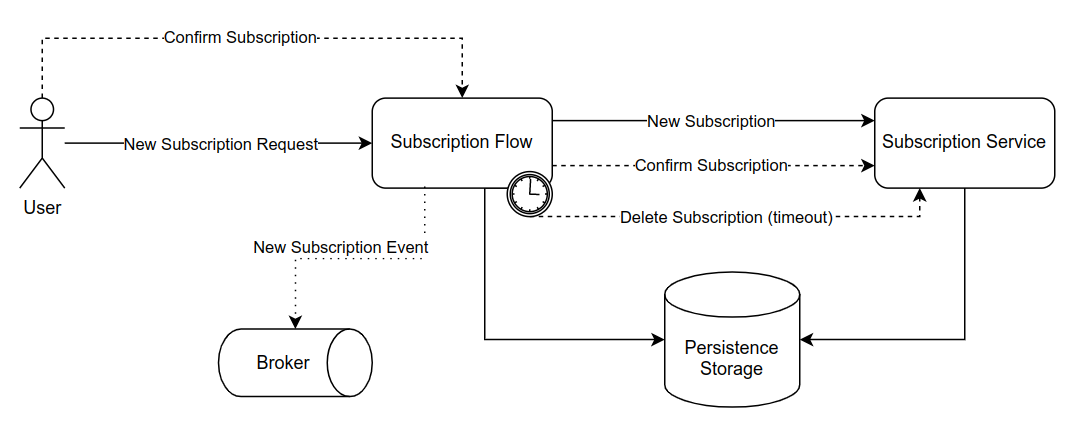 Confirm Subscription
New Subscription Request
User
Subscription Flow
New Subscription
Confirm Subscription
Delete Subscription (timeout)
Subscription Service
New Subscription Event
Broker
Persistence
Storage